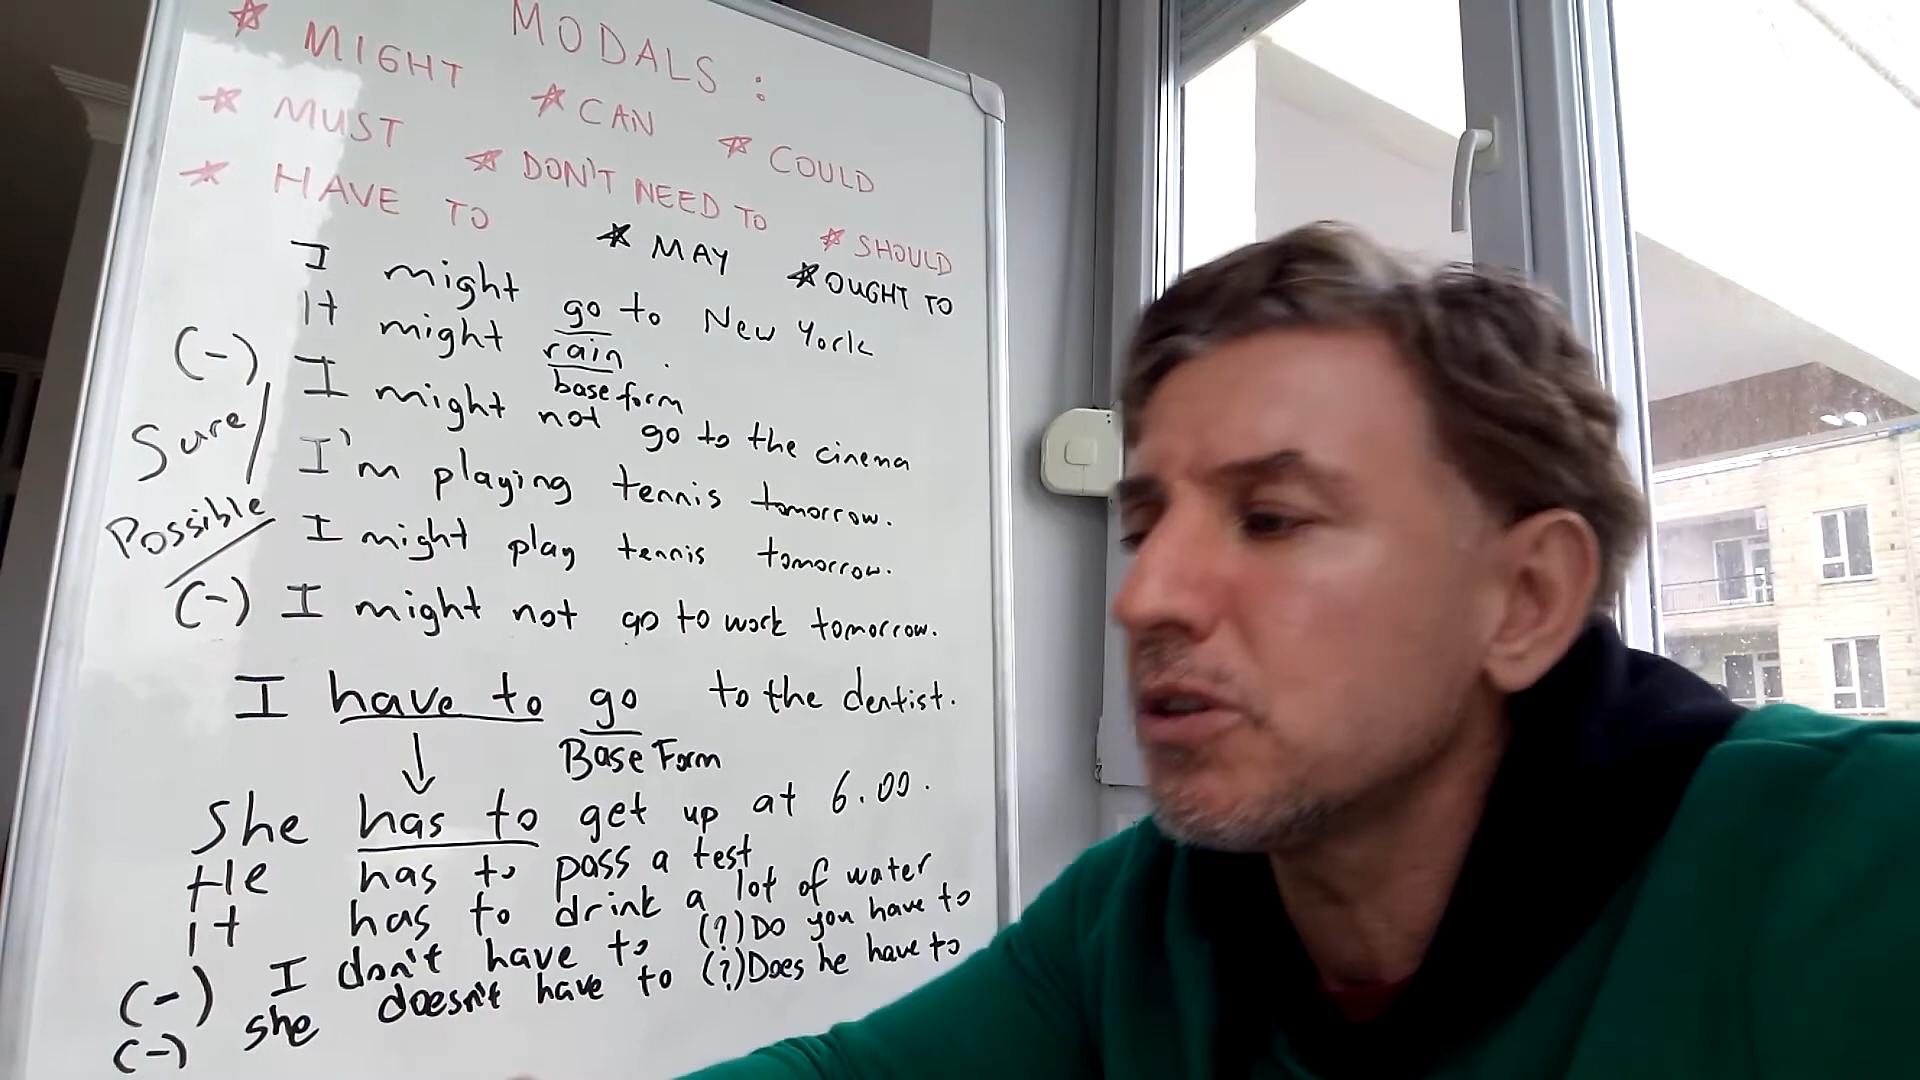 MODALS :
* MIGHT * CAN * COULD
* MUST * DON'T NEED TO * SHOULD
* HAVE TO * MAY * OUGHT TO
I might go to New York
It might rain .
base form
(-) I might not go to the cinema
Sure I'm playing tennis tomorrow.
Possible I might play tennis tomorrow.
(-) I might not go to work tomorrow.
I have to go to the dentist.
Base Form
She has to get up at 6.00.
He has to pass a test
it has to drink a lot of water
(-) I don't have to (?) Do you have to
(-) she doesn't have to (?) Does he have to